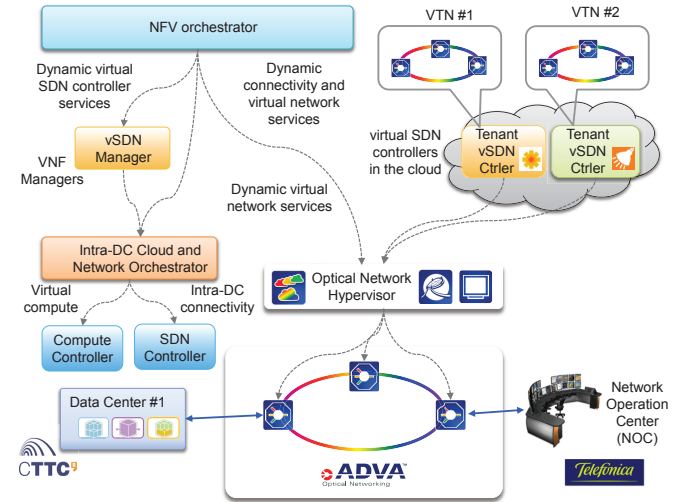 NFV orchestrator
VTN #1
VTN #2
Dynamic virtual
SDN controller
services
Dynamic
connectivity and
virtual network
services
vSDN
Manager
VNF
Managers
virtual SDN
controllers
in the cloud
Tenant
vSDN
Ctrler
Tenant
vSDN
Ctrler
Dynamic virtual
network services
Intra-DC Cloud and
Network Orchestrator
Optical Network
Hypervisor
Virtual
compute
Intra-DC
connectivity
Compute
Controller
SDN
Controller
Data Center #1
Network
Operation
Center
(NOC)
CTTC9
ADVA™
Optical Networking
Telefonica